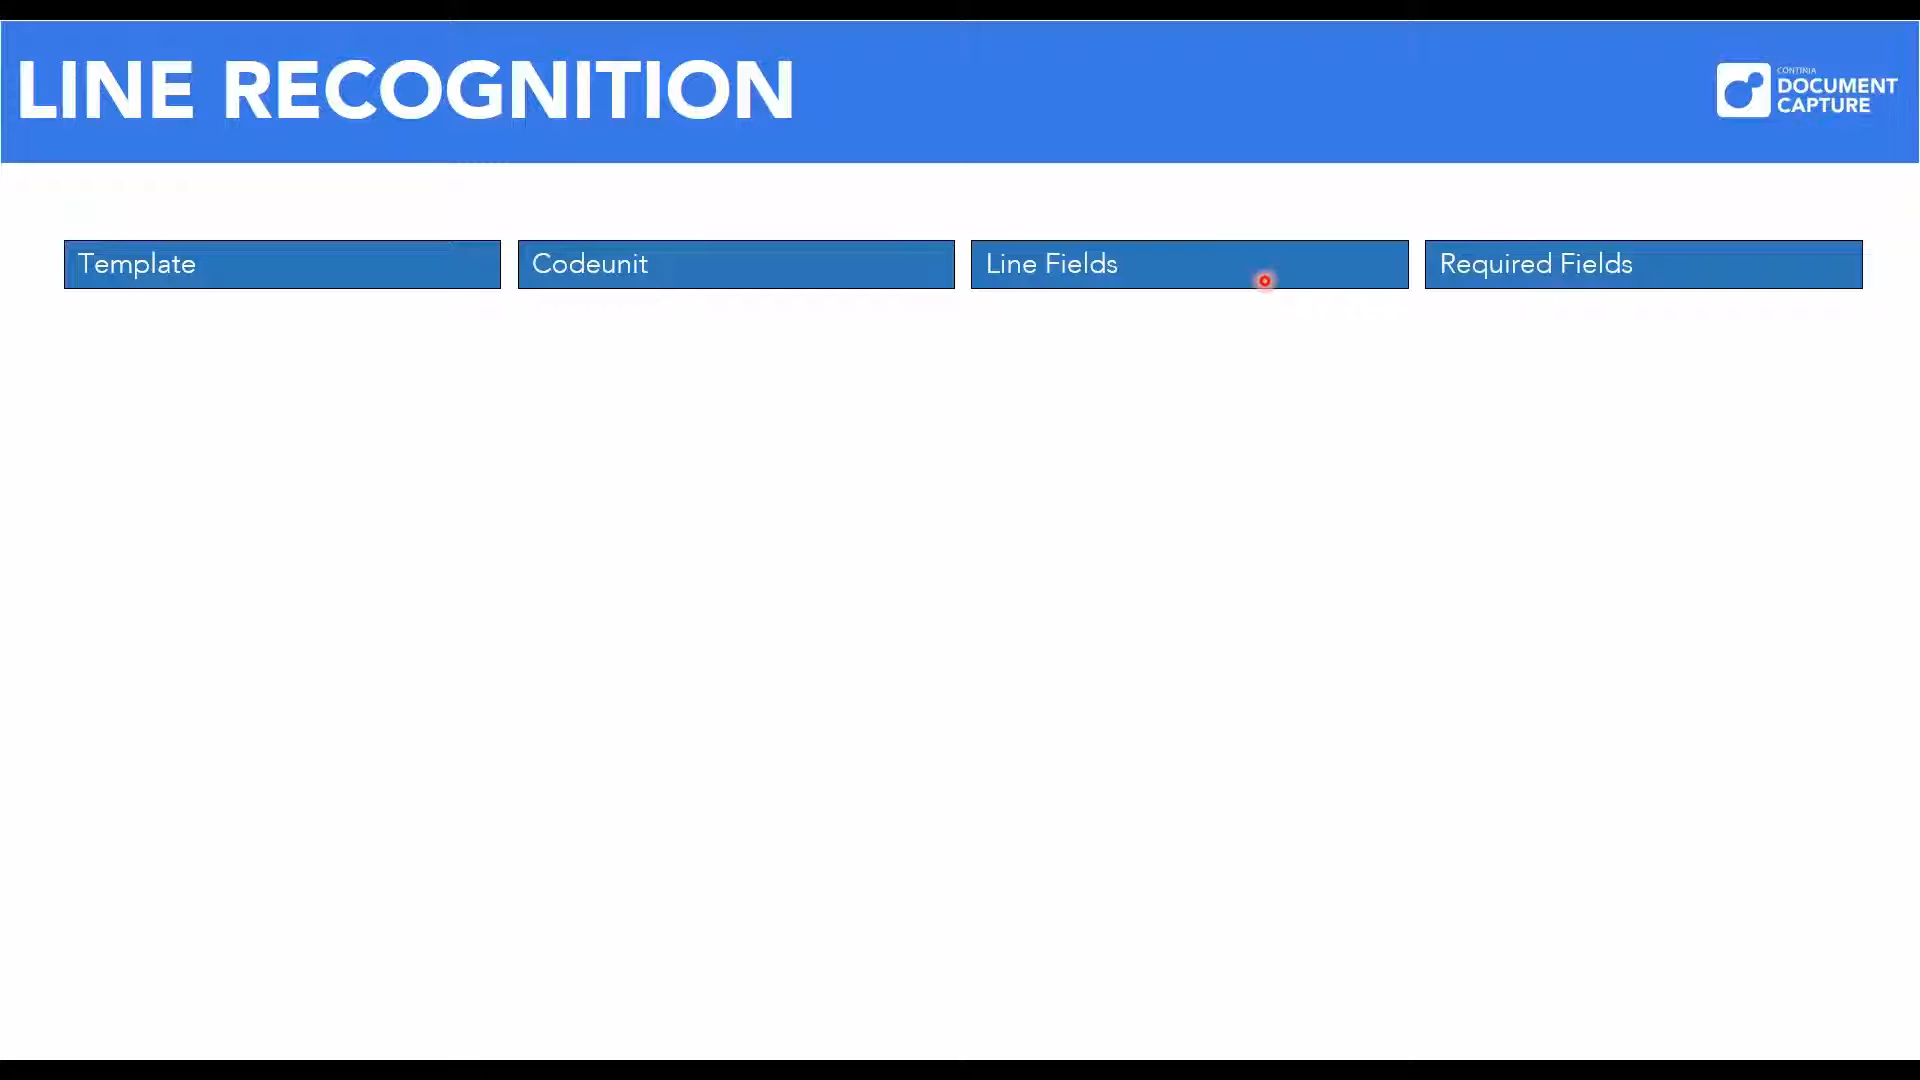 LINE RECOGNITION
CONTINIA
DOCUMENT
CAPTURE
Template
Codeunit
Line Fields
Required Fields